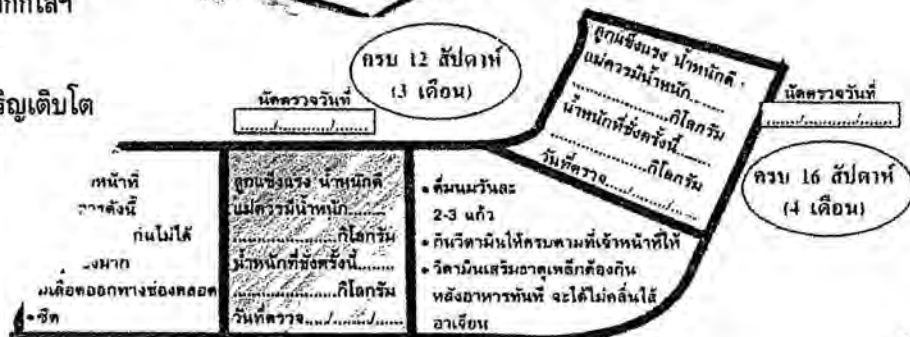 ริญเติบโต
ครบ 12 สัปดาห์
(3 เดือน)
นัดตรวจวันที่
....../........../......
ลูกแข็งแรง น้ำหนักดี
แม่ควรมีน้ำหนัก........
....................กิโลกรัม
น้ำหนักที่ชั่งครั้งนี้........
....................กิโลกรัม
วันที่ตรวจ...../......./.....
นัดตรวจวันที่
....../........../......
ครบ 16 สัปดาห์
(4 เดือน)
หน้าที่
ดังนี้
ก่นไม่ได้
มาก
ออกทางช่องคลอด
•ซีด
ลูกแข็งแรง น้ำหนักดี
แม่ควรมีน้ำหนัก........
....................กิโลกรัม
น้ำหนักที่ชั่งครั้งนี้........
....................กิโลกรัม
วันที่ตรวจ...../......./.....
• ดื่มนมวันละ
2-3 แก้ว
• กินวิตามินให้ครบตามที่เจ้าหน้าที่ให้
• วิตามินเสริมธาตุเหล็กต้องกิน
หลังอาหารทันที จะได้ไม่คลื่นไส้
อาเจียน